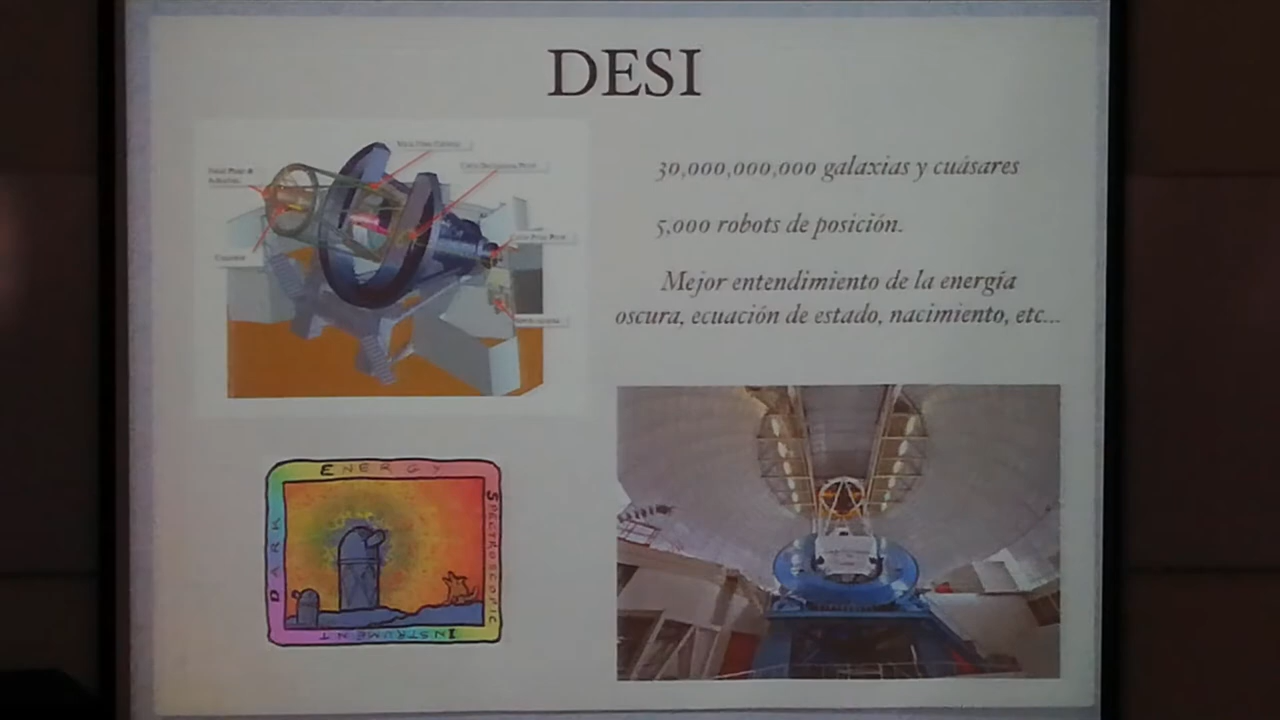 DESI
30,000,000,000 galaxias y cuásares
5,000 robots de posición.
Mejor entendimiento de la energía
oscura, ecuación de estado, nacimiento, etc...
DARK
ENERGY
SPECTROSCOPIC
INSTRUMENT